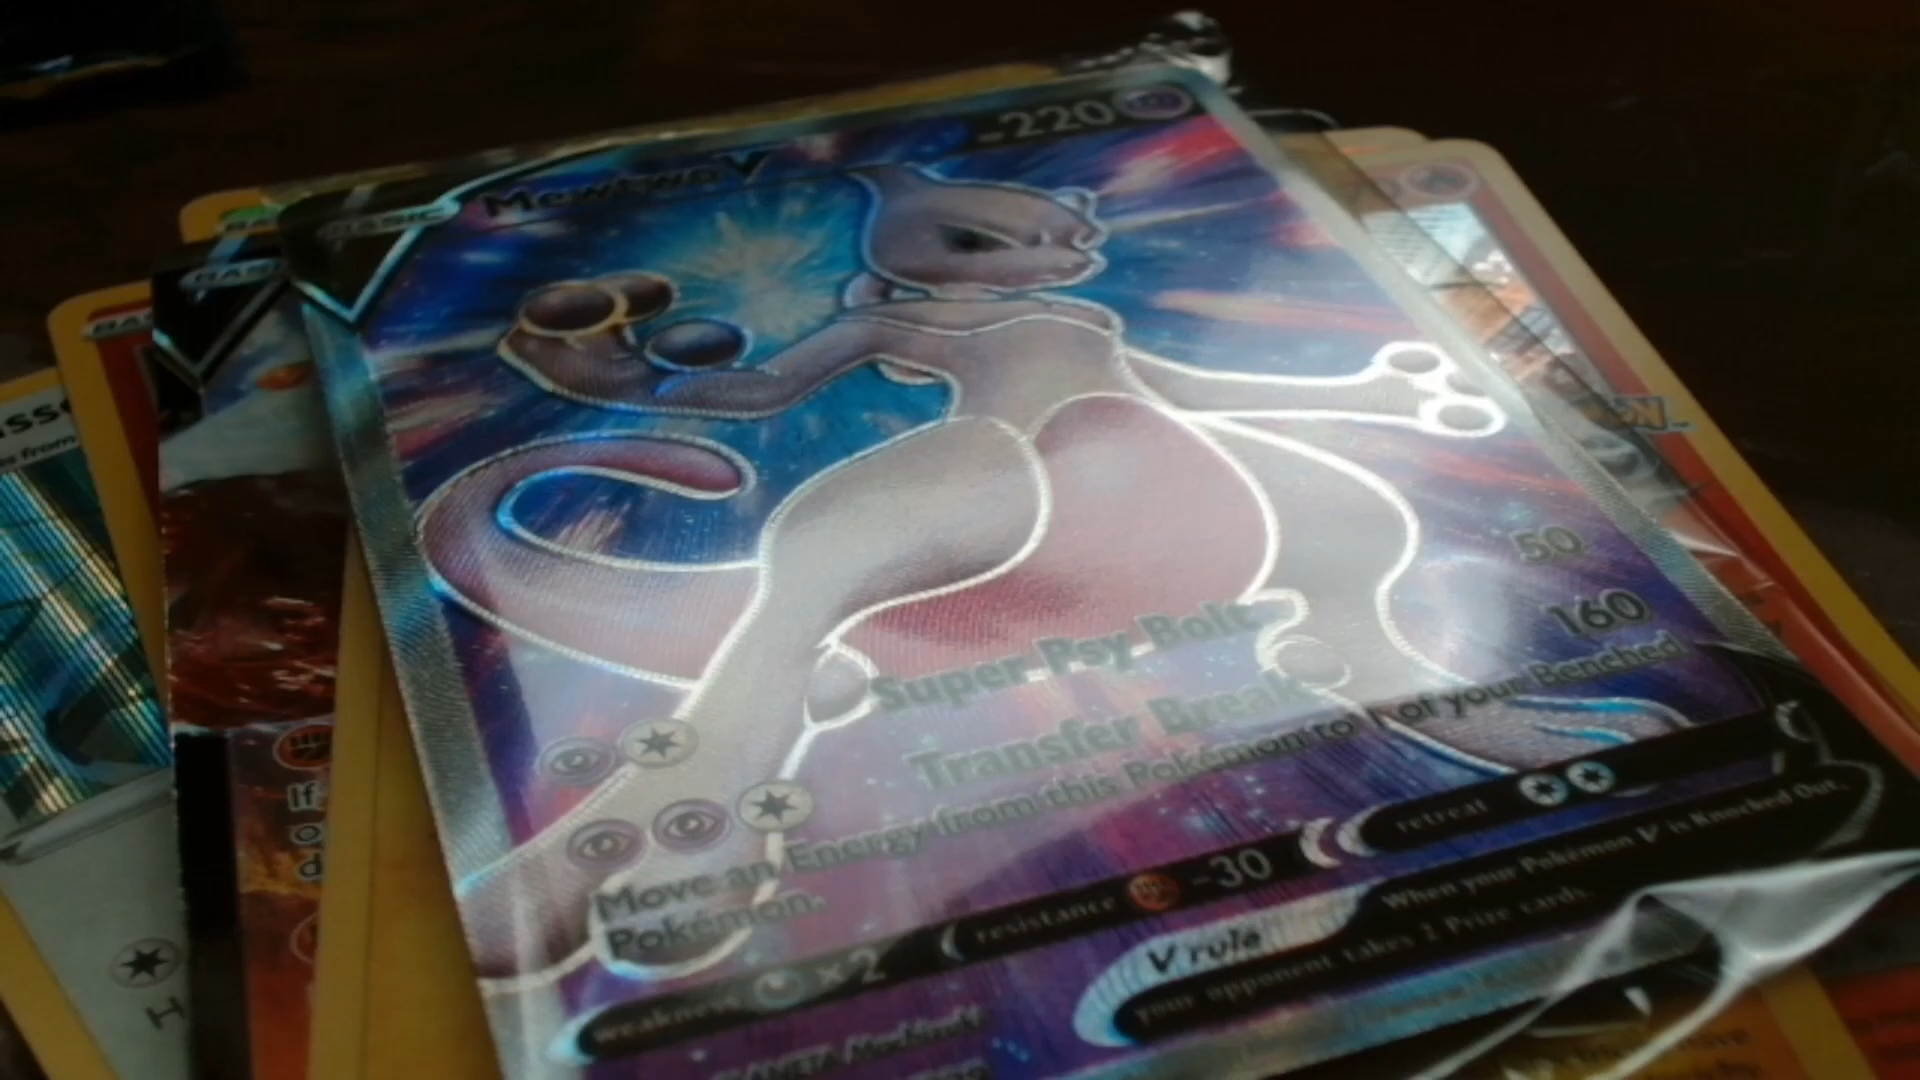 BASIC
Mewtwo V
220
Super Psy Bolt 50
Transfer Break 160
Move an Energy from this Pokémon to 1 of your Benched
Pokémon.
weakness ×2
resistance -30
retreat
V rule
When your Pokémon V is Knocked Out,
your opponent takes 2 Prize cards.
If